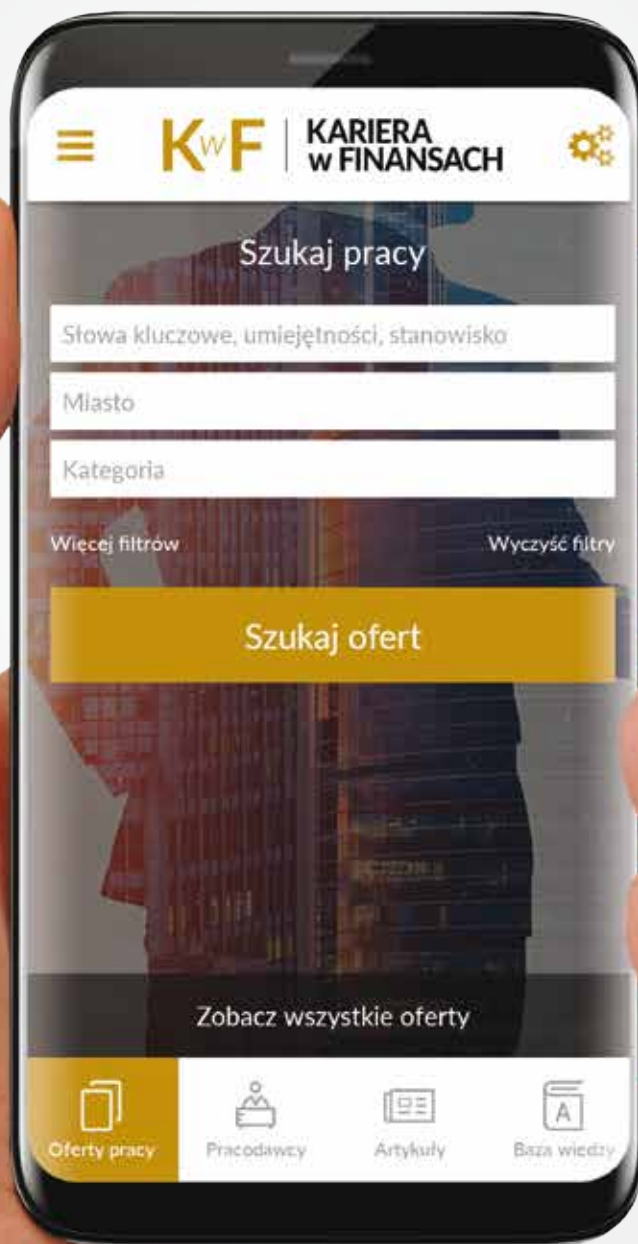 KwF
KARIERA
w FINANSACH
Szukaj pracy
Słowa kluczowe, umiejętności, stanowisko
Miasto
Kategoria
Więcej filtrów
Wyczyść filtry
Szukaj ofert
Zobacz wszystkie oferty
Oferty pracy
Pracodawcy
Artykuły
A
Baza wiedzy